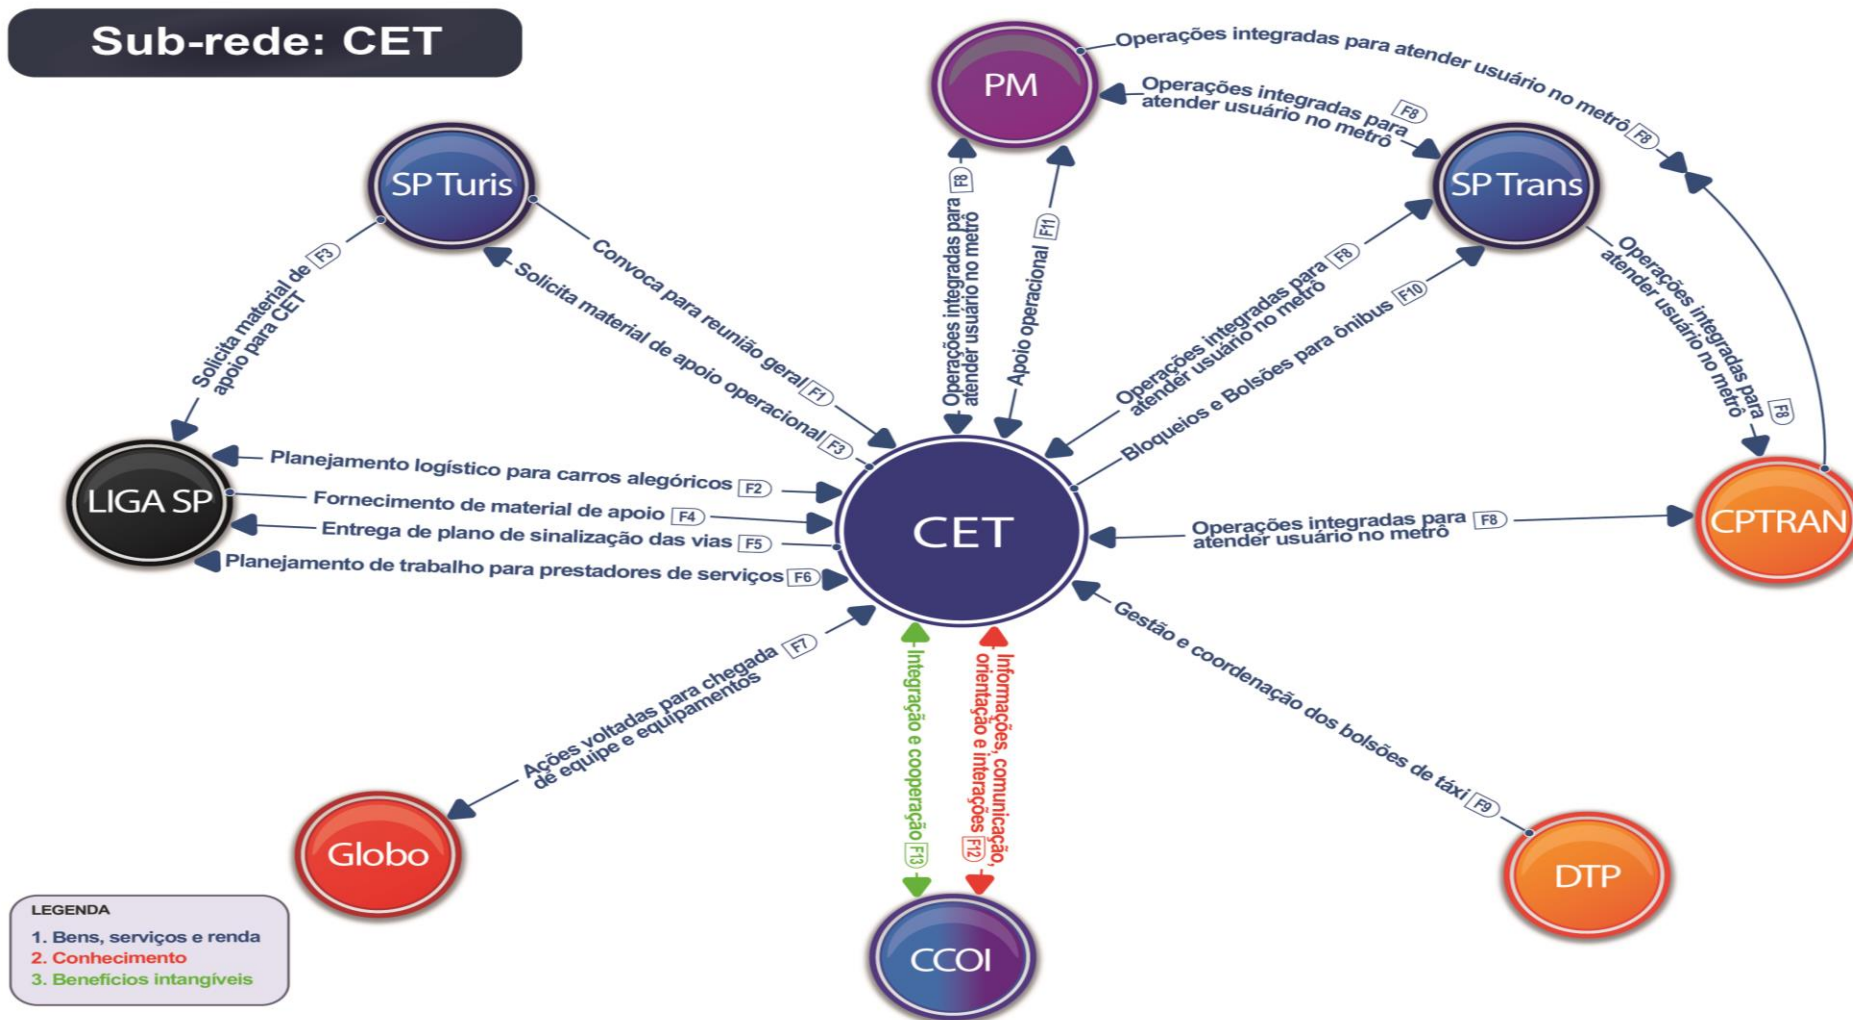 Sub-rede: CET
PM
Operações integradas para atender usuário no metrô F8
Operações integradas para
atender usuário no metrô
F8
SP Turis
SP Trans
Operações integradas para
atender usuário no metrô
F8
Apoio operacional F11
Operações integradas para
atender usuário no metrô
F8
Bloqueios e Bolsões para ônibus F10
Operações integradas para
atender usuário no metrô
F8
Convoca para reunião geral F1
Solicita material de apoio operacional F3
Solicita material de
apoio para CET
F3
LIGA SP
Planejamento logístico para carros alegóricos F2
Fornecimento de material de apoio F4
Entrega de plano de sinalização das vias F5
Planejamento de trabalho para prestadores de serviços F6
CET
Operações integradas para
atender usuário no metrô
F8
CPTRAN
Ações voltadas para chegada
de equipe e equipamentos
F7
Integração e cooperação F13
Informações, comunicação,
orientação e interações F12
Gestão e coordenação dos bolsões de táxi F9
Globo
DTP
CCOI
LEGENDA
1. Bens, serviços e renda
2. Conhecimento
3. Benefícios intangíveis